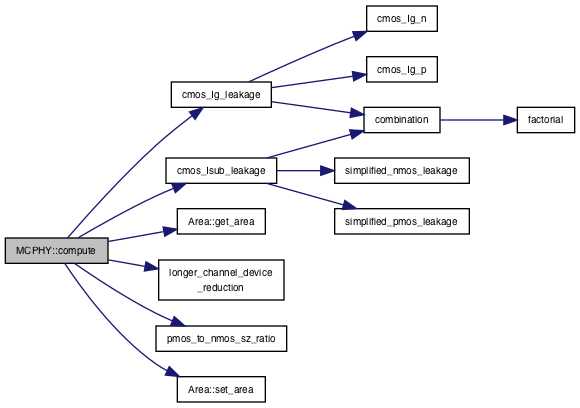 cmos_Ig_n
cmos_Ig_p
cmos_Ig_leakage
combination
factorial
cmos_Isub_leakage
simplified_nmos_leakage
simplified_pmos_leakage
Area::get_area
MCPHY::compute
longer_channel_device
_reduction
pmos_to_nmos_sz_ratio
Area::set_area